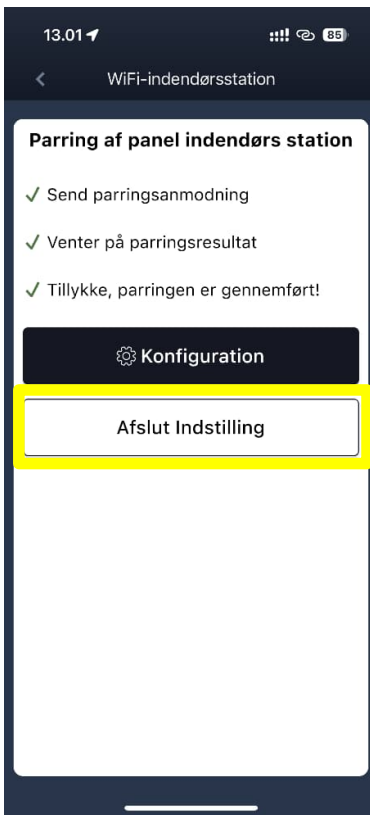 13.01
85
WiFi-indendørsstation
Parring af panel indendørs station
Send parringsanmodning
Venter på parringsresultat
Tillykke, parringen er gennemført!
Konfiguration
Afslut Indstilling